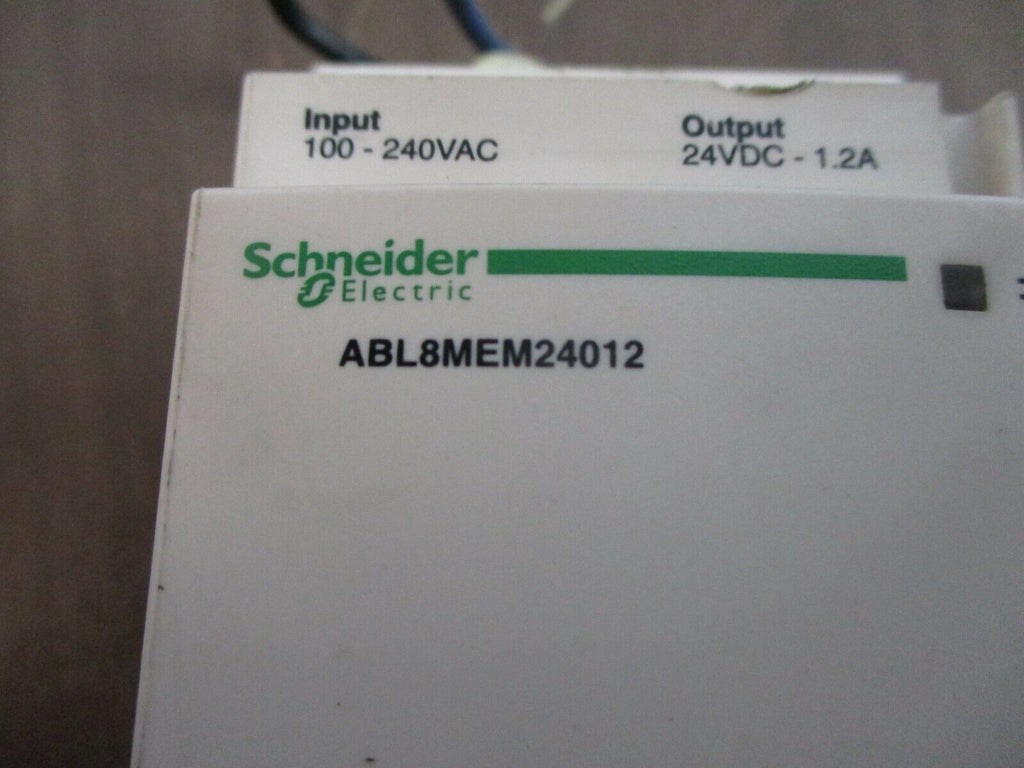 Input
100 - 240VAC
Output
24VDC - 1.2A
Schneider
Electric
ABL8MEM24012